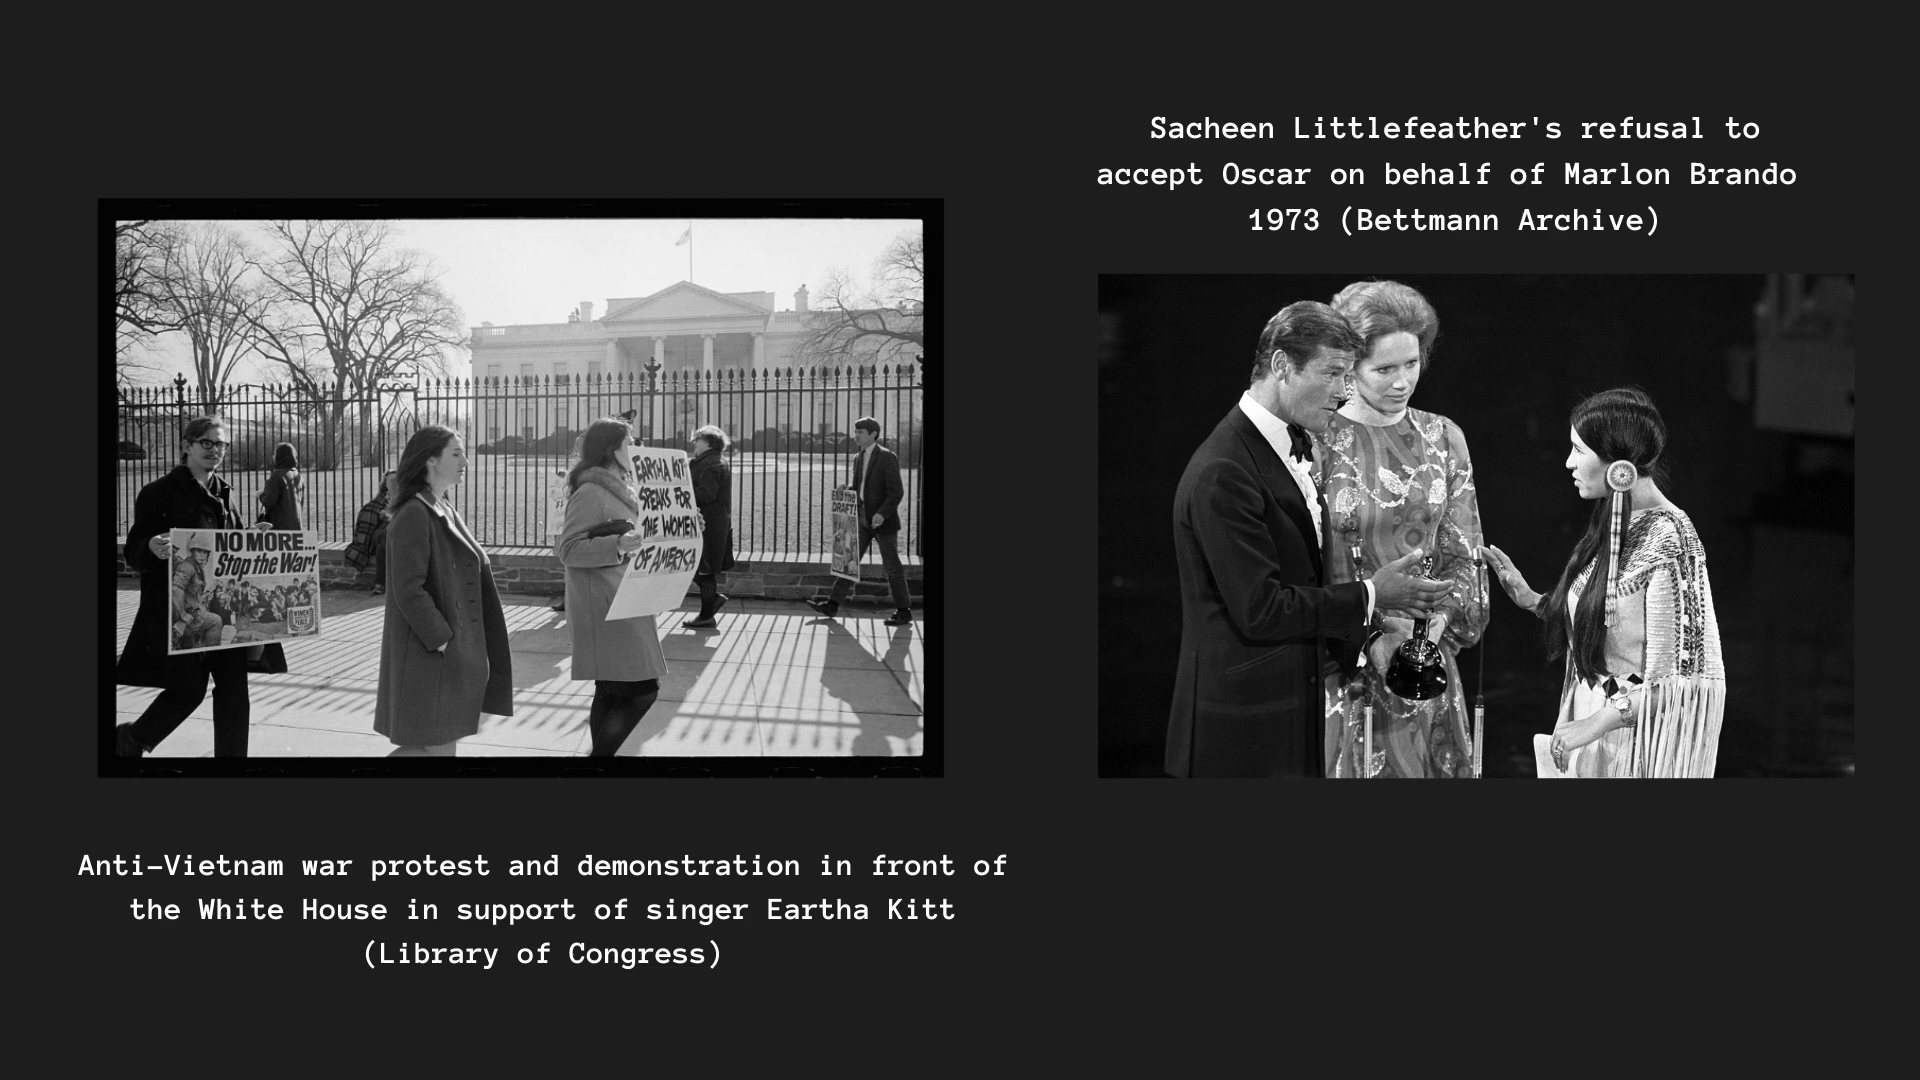 Sacheen Littlefeather's refusal to
accept Oscar on behalf of Marlon Brando
1973 (Bettmann Archive)
NO MORE...
Stop the War!
EARTHA KITT
SPEAKS FOR
THE WOMEN
OF AMERICA
END the
DRAFT!
Anti-Vietnam war protest and demonstration in front of
the White House in support of singer Eartha Kitt
(Library of Congress)